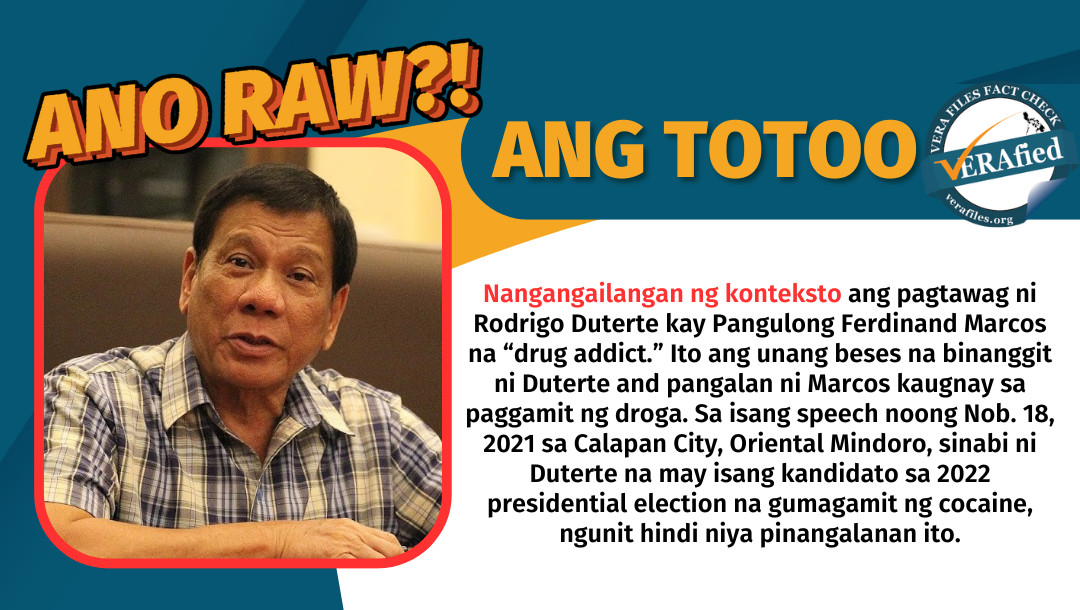 ANO RAW?!
ANG TOTOO
VERA FILES FACT CHECK
VERAfied
verafiles.org
Nangangailangan ng konteksto ang pagtawag ni
Rodrigo Duterte kay Pangulong Ferdinand Marcos
na “drug addict.” Ito ang unang beses na binanggit
ni Duterte and pangalan ni Marcos kaugnay sa
paggamit ng droga. Sa isang speech noong Nob. 18,
2021 sa Calapan City, Oriental Mindoro, sinabi ni
Duterte na may isang kandidato sa 2022
presidential election na gumagamit ng cocaine,
ngunit hindi niya pinangalanan ito.